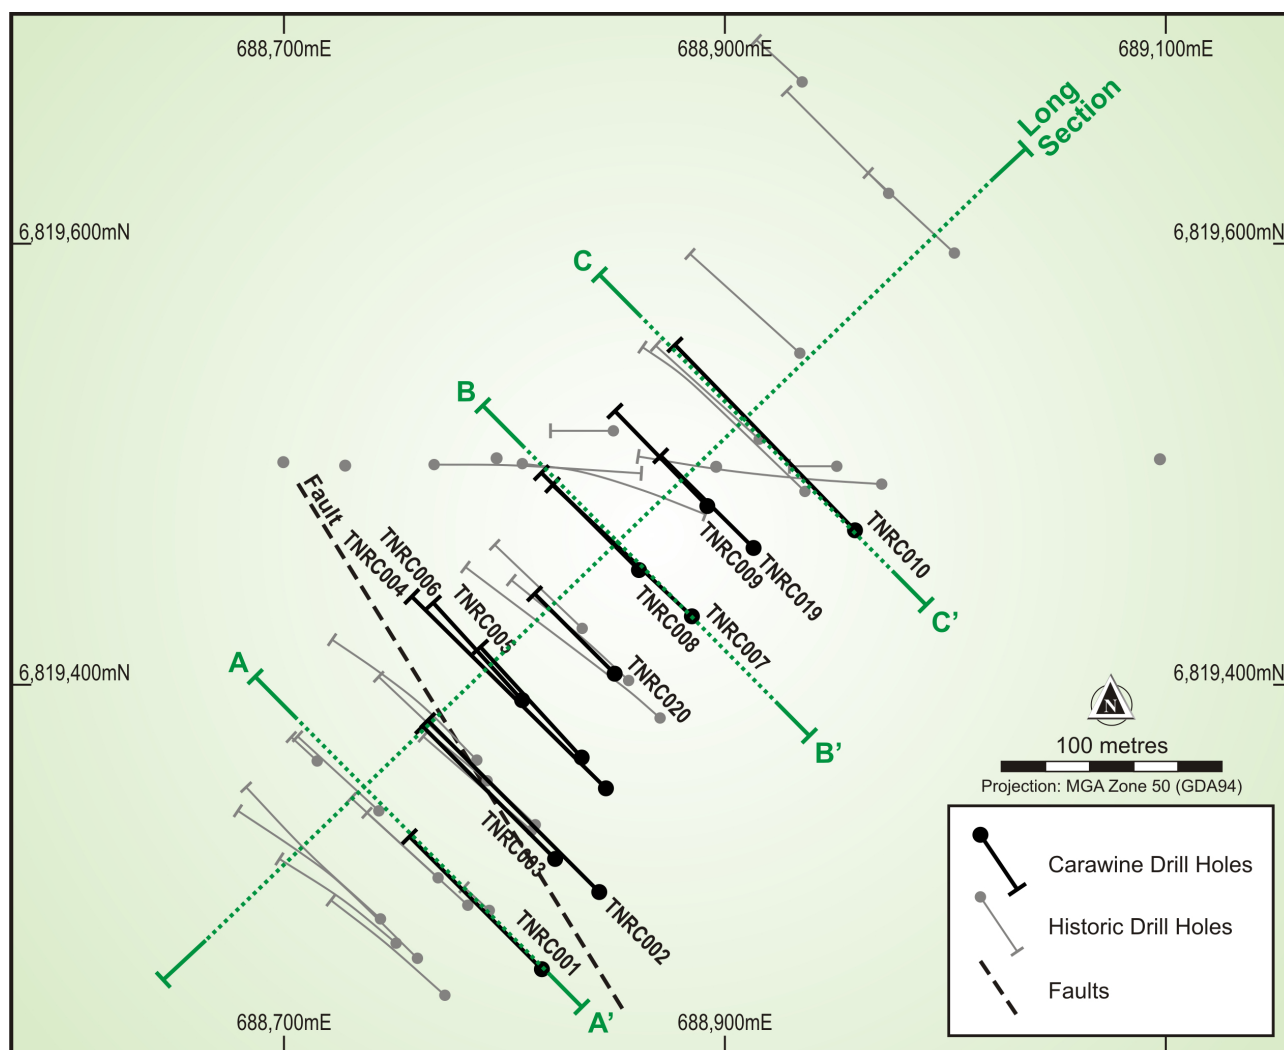 688,700mE
688,900mE
689,100mE
Long
Section
6,819,600mN
6,819,600mN
C
B
Fault
TNRC004
TNRC006
TNRC005
TNRC009
TNRC019
TNRC010
TNRC008
TNRC007
C'
A
6,819,400mN
6,819,400mN
TNRC020
N
B'
100 metres
Projection: MGA Zone 50 (GDA94)
TNRC003
TNRC002
TNRC001
A'
Carawine Drill Holes
Historic Drill Holes
Faults
688,700mE
688,900mE